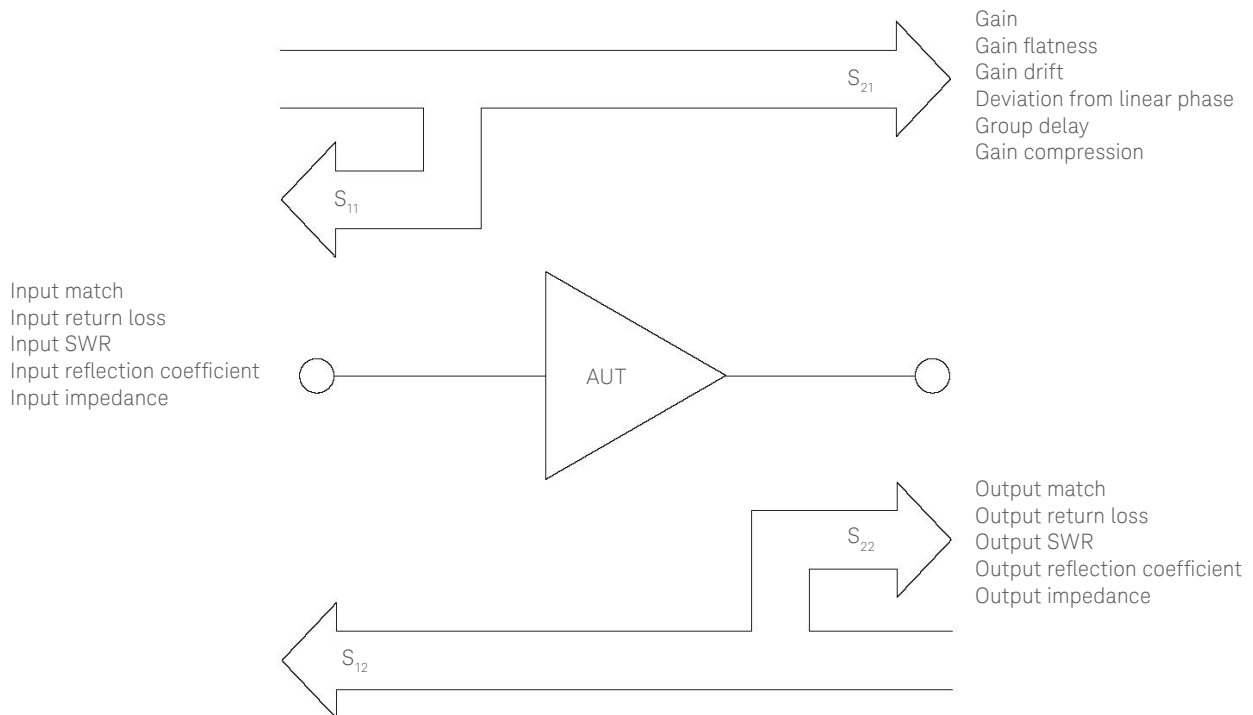 Gain
Gain flatness
Gain drift
Deviation from linear phase
Group delay
Gain compression
S₂₁
S₁₁
Input match
Input return loss
Input SWR
Input reflection coefficient
Input impedance
AUT
Output match
Output return loss
Output SWR
Output reflection coefficient
Output impedance
S₂₂
S₁₂